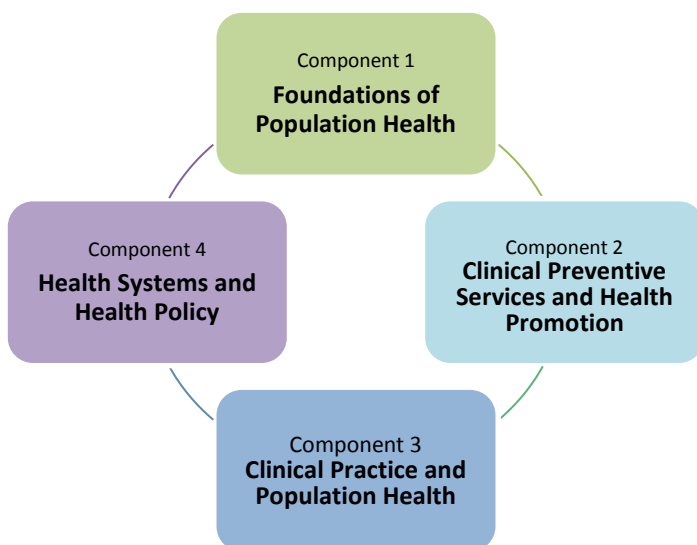 Component 1
Foundations of
Population Health
Component 4
Health Systems and
Health Policy
Component 2
Clinical Preventive
Services and Health
Promotion
Component 3
Clinical Practice and
Population Health